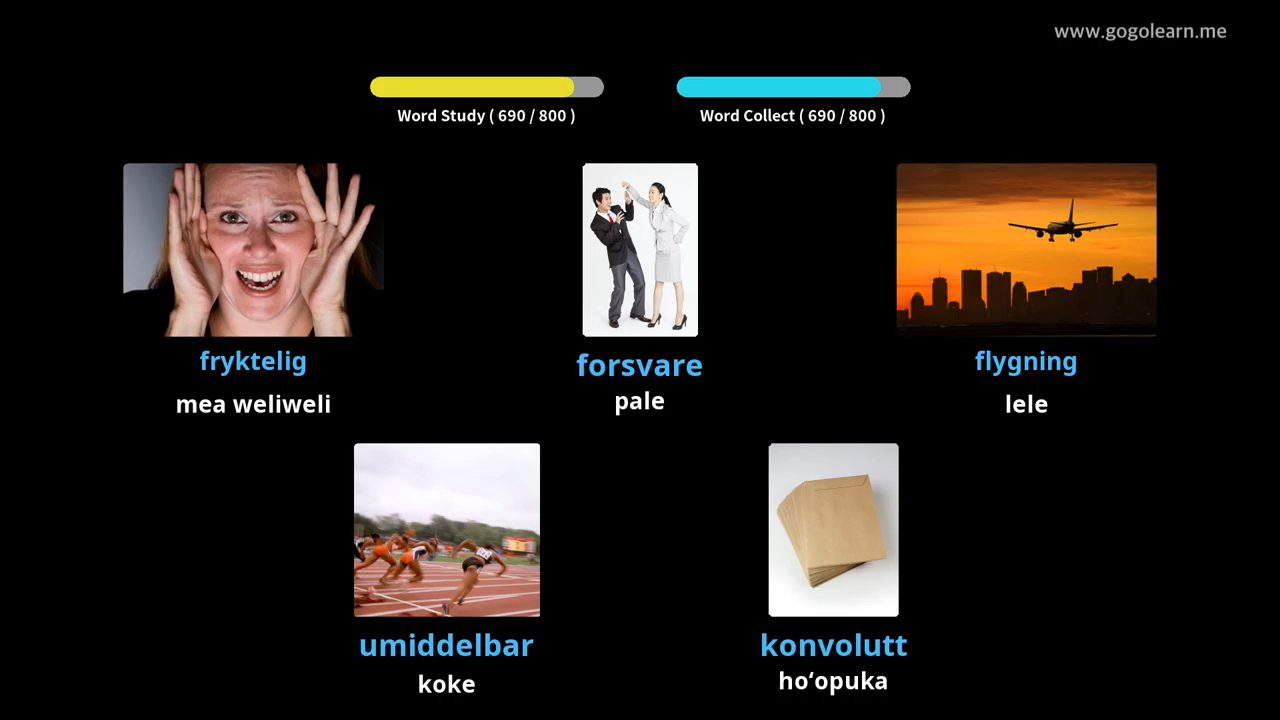 www.gogolearn.me
Word Study ( 690 / 800 )
Word Collect ( 690 / 800 )
fryktelig
forsvare
flygning
mea weliweli
pale
lele
umiddelbar
konvolutt
koke
hoʻopuka